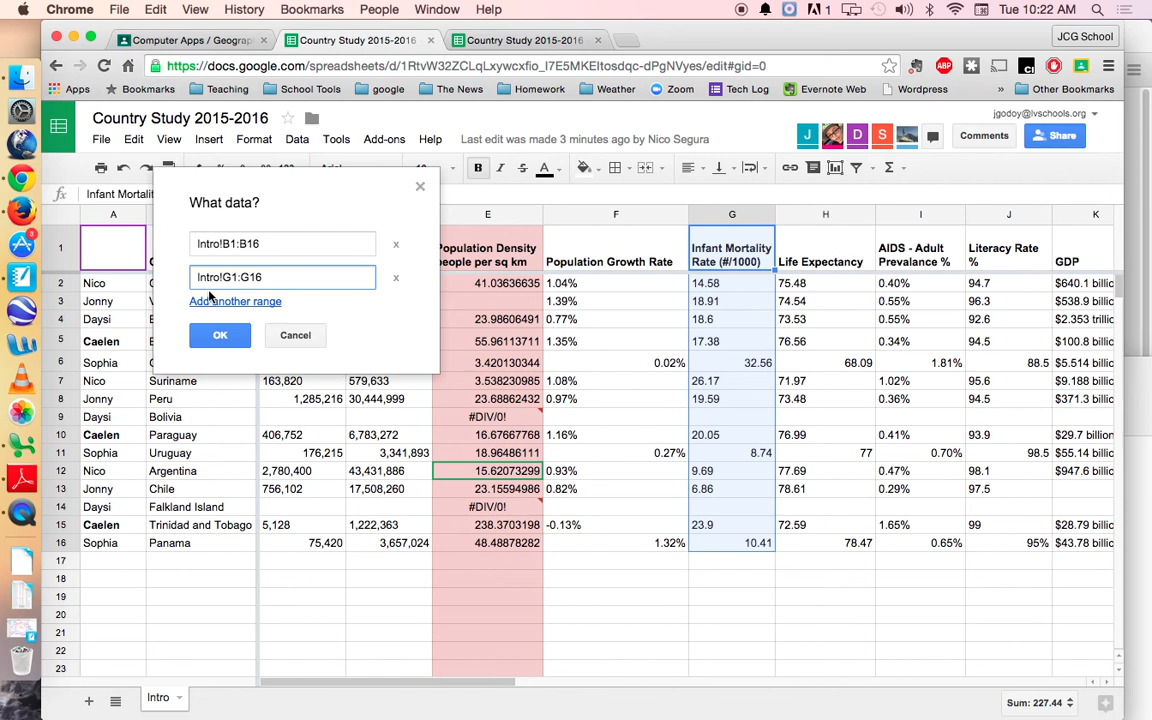 Chrome File Edit View History Bookmarks People Window Help 1 Tue 10:22 AM
Computer Apps / Geograp × Country Study 2015-2016 × Country Study 2015-2016 × JCG School
https://docs.google.com/spreadsheets/d/1RtvW32ZCLqLxywcxfio_I7E5MKEItosdqc-dPgNVyes/edit#gid=0 ABP
Apps Bookmarks Teaching School Tools google The News Homework Weather Zoom Tech Log Evernote Web Wordpress » Other Bookmarks
Country Study 2015-2016 jgodoy@lvschools.org
File Edit View Insert Format Data Tools Add-ons Help Last edit was made 3 minutes ago by Nico Segura J D S Comments Share
B I A Σ
fx Infant Mortalit
What data?
Intro!B1:B16 x
Intro!G1:G16 x
Add another range
OK Cancel
A E F G H I J K
1 Population Density people per sq km Population Growth Rate Infant Mortality Rate (#/1000) Life Expectancy AIDS - Adult Prevalance % Literacy Rate % GDP
2 Nico 41.03636635 1.04% 14.58 75.48 0.40% 94.7 $640.1 billic
3 Jonny 1.39% 18.91 74.54 0.55% 96.3 $538.9 billic
4 Daysi 23.98606491 0.77% 18.6 73.53 0.55% 92.6 $2.353 trillic
5 Caelen 55.96113711 1.35% 17.38 76.56 0.34% 94.5 $100.8 billic
6 Sophia 3.420130344 0.02% 32.56 68.09 1.81% 88.5 $5.514 billic
7 Nico Suriname 163,820 579,633 3.538230985 1.08% 26.17 71.97 1.02% 95.6 $9.188 billic
8 Jonny Peru 1,285,216 30,444,999 23.68862432 0.97% 19.59 73.48 0.36% 94.5 $371.3 billic
9 Daysi Bolivia #DIV/0!
10 Caelen Paraguay 406,752 6,783,272 16.67667768 1.16% 20.05 76.99 0.41% 93.9 $29.7 billion
11 Sophia Uruguay 176,215 3,341,893 18.96486111 0.27% 8.74 77 0.70% 98.5 $55.14 billic
12 Nico Argentina 2,780,400 43,431,886 15.62073299 0.93% 9.69 77.69 0.47% 98.1 $947.6 billic
13 Jonny Chile 756,102 17,508,260 23.15594986 0.82% 6.86 78.61 0.29% 97.5
14 Daysi Falkland Island #DIV/0!
15 Caelen Trinidad and Tobago 5,128 1,222,363 238.3703198 -0.13% 23.9 72.59 1.65% 99 $28.79 billic
16 Sophia Panama 75,420 3,657,024 48.48878282 1.32% 10.41 78.47 0.65% 95% $43.78 billic
17
18
19
20
21
22
23
+ Intro Sum: 227.44